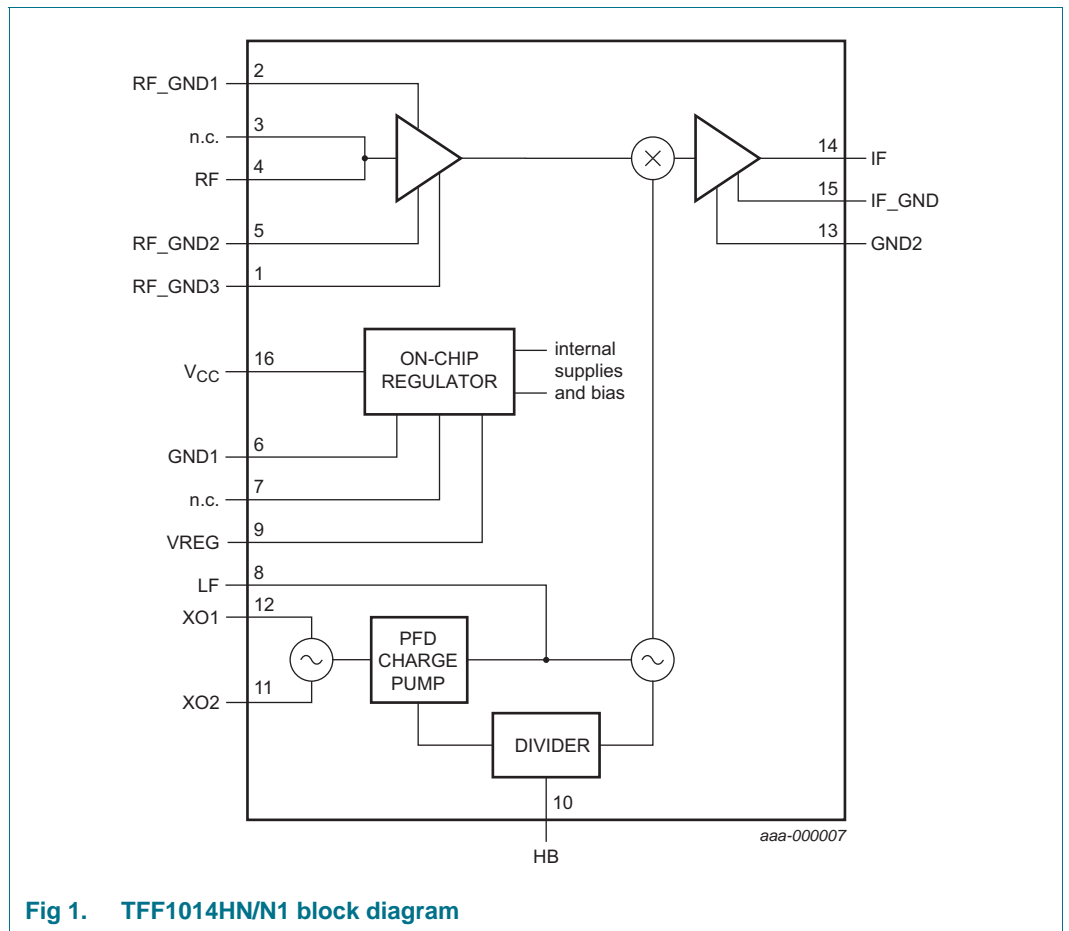 RF_GND1
2
n.c.
3
RF
4
RF_GND2
5
RF_GND3
1
14
IF
15
IF_GND
13
GND2
VCC
16
ON-CHIP
REGULATOR
internal
supplies
and bias
GND1
6
n.c.
7
VREG
9
LF
8
XO1
12
XO2
11
PFD
CHARGE
PUMP
DIVIDER
10
HB
aaa-000007
Fig 1. TFF1014HN/N1 block diagram